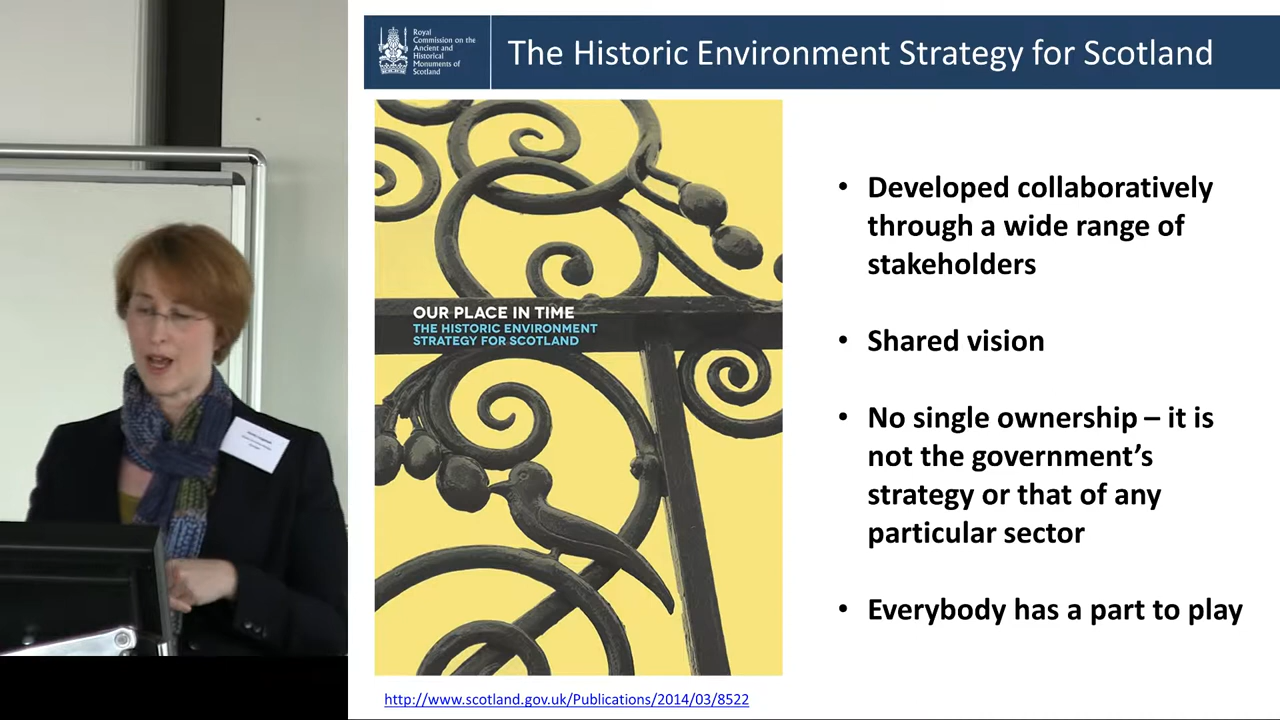 Royal
Commission on the
Ancient and
Historical
Monuments of
Scotland
The Historic Environment Strategy for Scotland
OUR PLACE IN TIME
THE HISTORIC ENVIRONMENT
STRATEGY FOR SCOTLAND
• Developed collaboratively
through a wide range of
stakeholders
• Shared vision
• No single ownership – it is
not the government’s
strategy or that of any
particular sector
• Everybody has a part to play
http://www.scotland.gov.uk/Publications/2014/03/8522